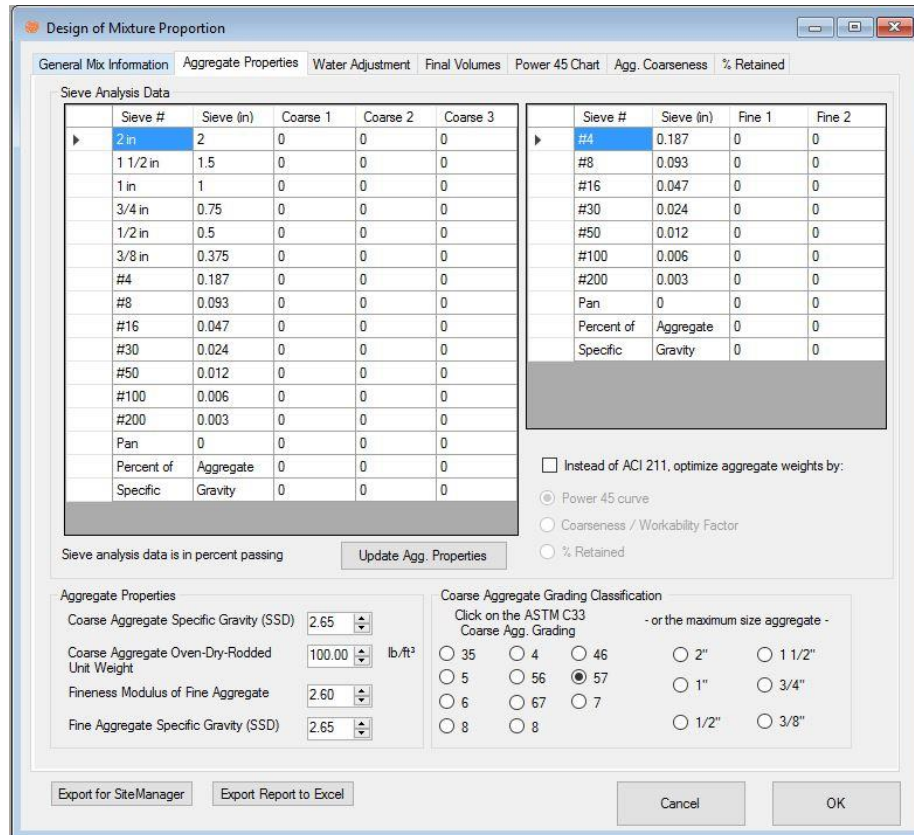 Design of Mixture Proportion
General Mix Information Aggregate Properties Water Adjustment Final Volumes Power 45 Chart Agg. Coarseness % Retained
Sieve Analysis Data
Sieve # Sieve (in) Coarse 1 Coarse 2 Coarse 3
2 in 2 0 0 0
1 1/2 in 1.5 0 0 0
1 in 1 0 0 0
3/4 in 0.75 0 0 0
1/2 in 0.5 0 0 0
3/8 in 0.375 0 0 0
#4 0.187 0 0 0
#8 0.093 0 0 0
#16 0.047 0 0 0
#30 0.024 0 0 0
#50 0.012 0 0 0
#100 0.006 0 0 0
#200 0.003 0 0 0
Pan 0 0 0 0
Percent of Aggregate 0 0 0
Specific Gravity 0 0 0
Sieve # Sieve (in) Fine 1 Fine 2
#4 0.187 0 0
#8 0.093 0 0
#16 0.047 0 0
#30 0.024 0 0
#50 0.012 0 0
#100 0.006 0 0
#200 0.003 0 0
Pan 0 0 0
Percent of Aggregate 0 0
Specific Gravity 0 0
Instead of ACI 211, optimize aggregate weights by:
Power 45 curve
Coarseness / Workability Factor
% Retained
Sieve analysis data is in percent passing
Update Agg. Properties
Aggregate Properties
Coarse Aggregate Specific Gravity (SSD) 2.65
Coarse Aggregate Oven-Dry-Rodded 100.00 lb/ft³
Unit Weight
Fineness Modulus of Fine Aggregate 2.60
Fine Aggregate Specific Gravity (SSD) 2.65
Coarse Aggregate Grading Classification
Click on the ASTM C33
Coarse Agg. Grading
- or the maximum size aggregate -
35 4 46
5 56 57
6 67 7
8 8
2" 1 1/2"
1" 3/4"
1/2" 3/8"
Export for SiteManager Export Report to Excel
Cancel OK